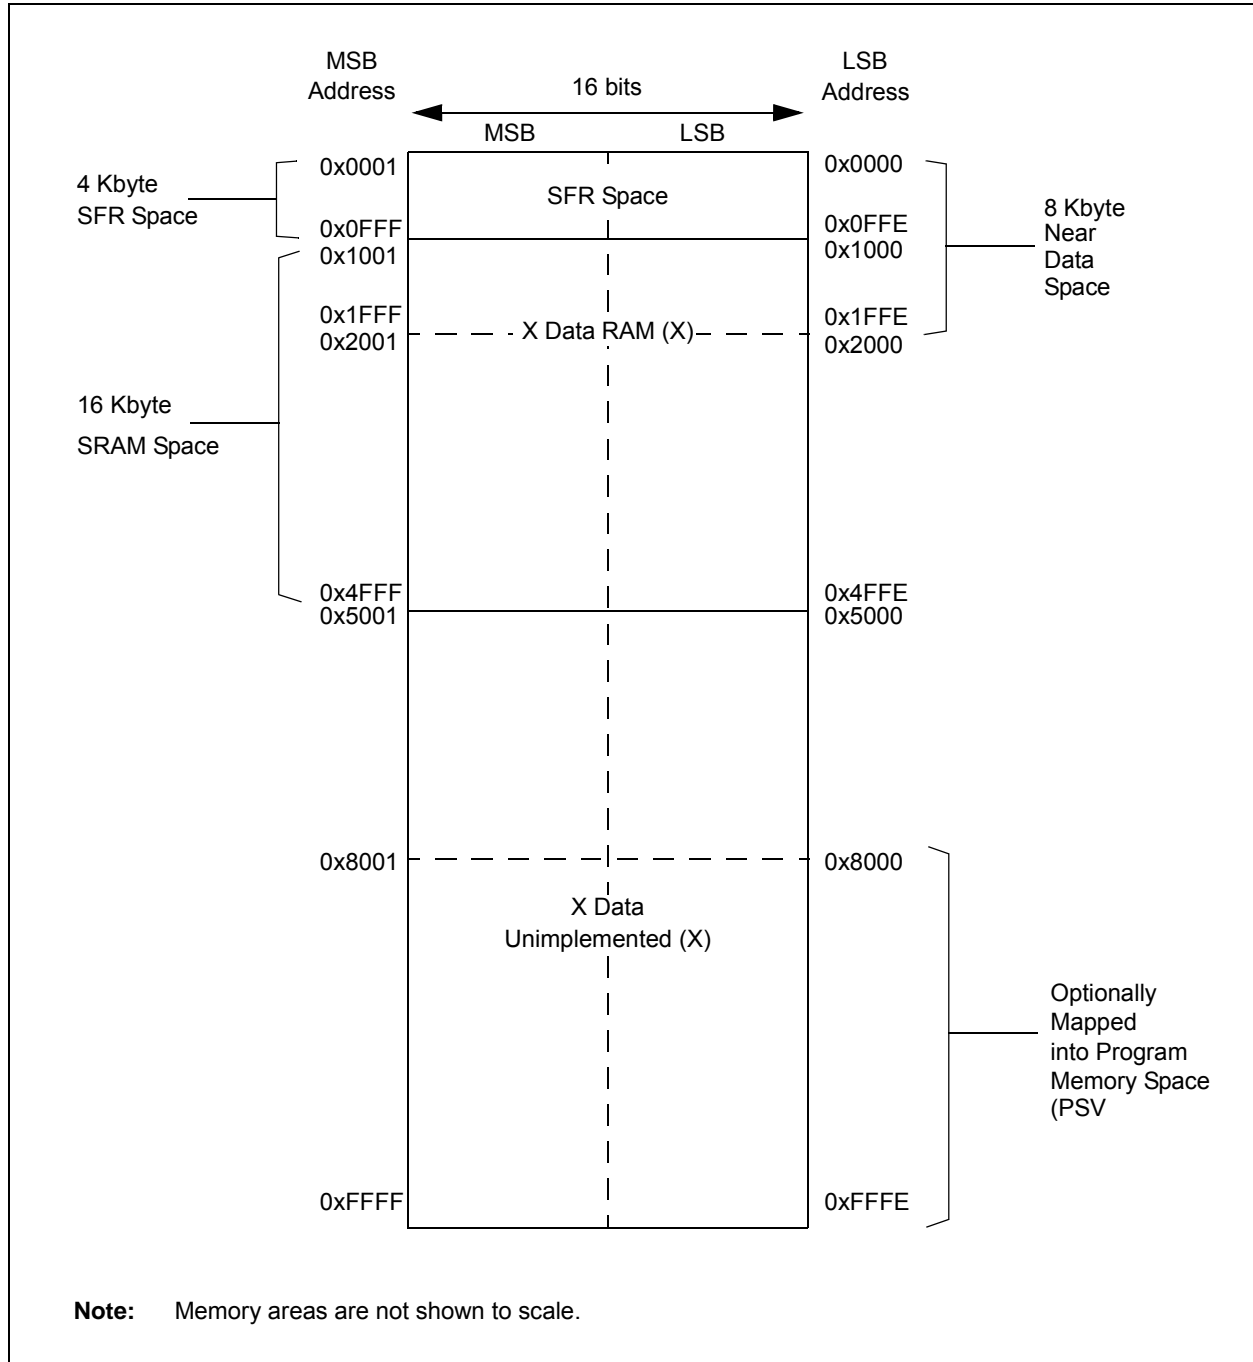 MSB
Address
16 bits
LSB
Address
MSB
LSB
0x0001
0x0000
4 Kbyte
SFR Space
SFR Space
8 Kbyte
Near
Data
Space
0x0FFF
0x0FFE
0x1001
0x1000
0x1FFF
0x1FFE
X Data RAM (X)
0x2001
0x2000
16 Kbyte
SRAM Space
0x4FFF
0x4FFE
0x5001
0x5000
0x8001
0x8000
X Data
Unimplemented (X)
Optionally
Mapped
into Program
Memory Space
(PSV
0xFFFF
0xFFFE
Note: Memory areas are not shown to scale.